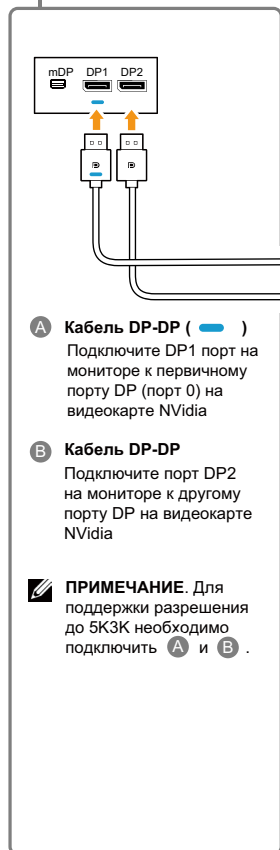 mDP DP1 DP2
A Кабель DP-DP ( )
Подключите DP1 порт на
мониторе к первичному
порту DP (порт 0) на
видеокарте NVidia
B Кабель DP-DP
Подключите порт DP2
на мониторе к другому
порту DP на видеокарте
NVidia
ПРИМЕЧАНИЕ. Для
поддержки разрешения
до 5K3K необходимо
подключить A и B .